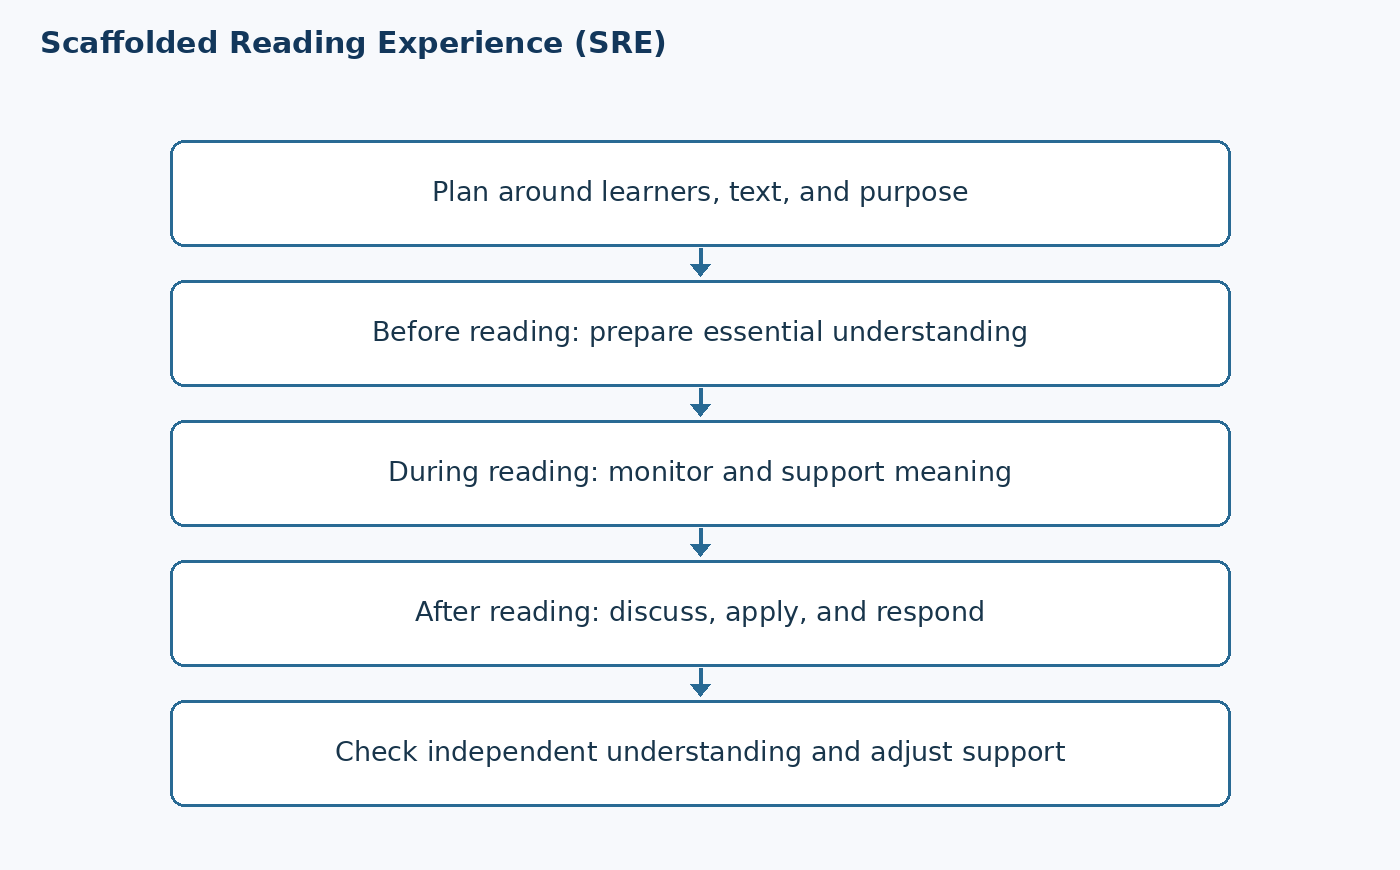 Scaffolded Reading Experience (SRE)
Plan around learners, text, and purpose
Before reading: prepare essential understanding
During reading: monitor and support meaning
After reading: discuss, apply, and respond
Check independent understanding and adjust support